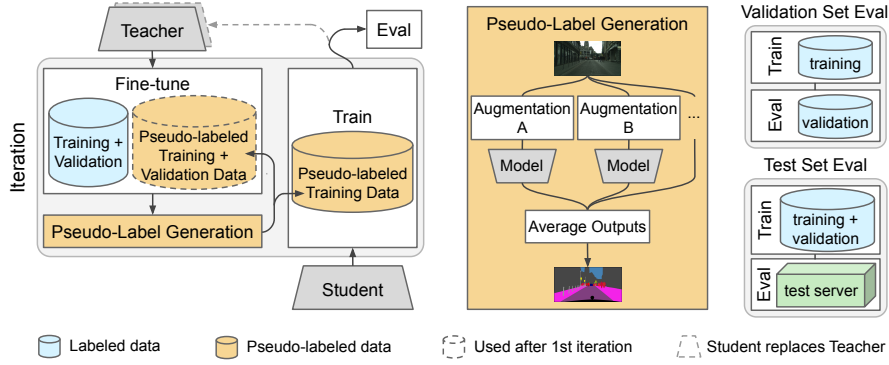 Teacher
Eval
Iteration
Fine-tune
Training +
Validation
Pseudo-labeled
Training +
Validation Data
Train
Pseudo-labeled
Training Data
Pseudo-Label Generation
Student
Pseudo-Label Generation
Augmentation
A
Augmentation
B
...
Model
Model
Average Outputs
Validation Set Eval
Train
training
Eval
validation
Test Set Eval
Train
training +
validation
Eval
test server
Labeled data
Pseudo-labeled data
Used after 1st iteration
Student replaces Teacher